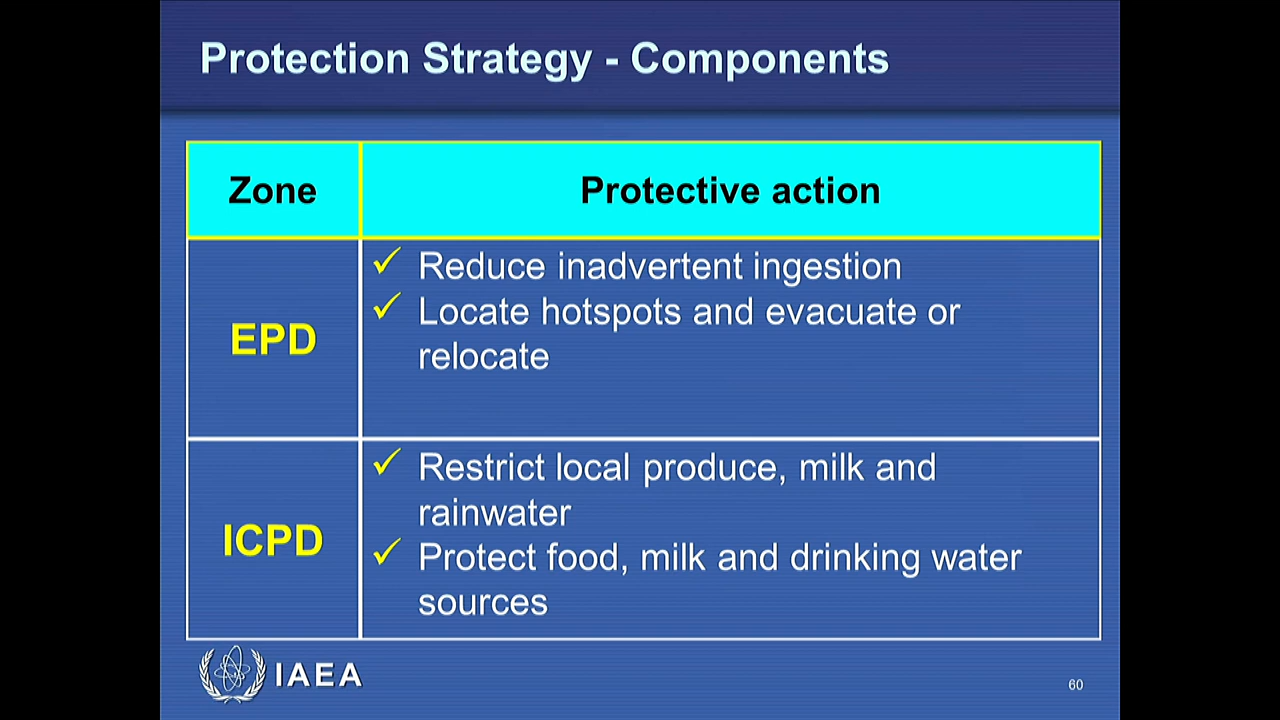 Protection Strategy - Components
Zone
Protective action
EPD
✓ Reduce inadvertent ingestion
✓ Locate hotspots and evacuate or
relocate
ICPD
✓ Restrict local produce, milk and
rainwater
✓ Protect food, milk and drinking water
sources
IAEA
60